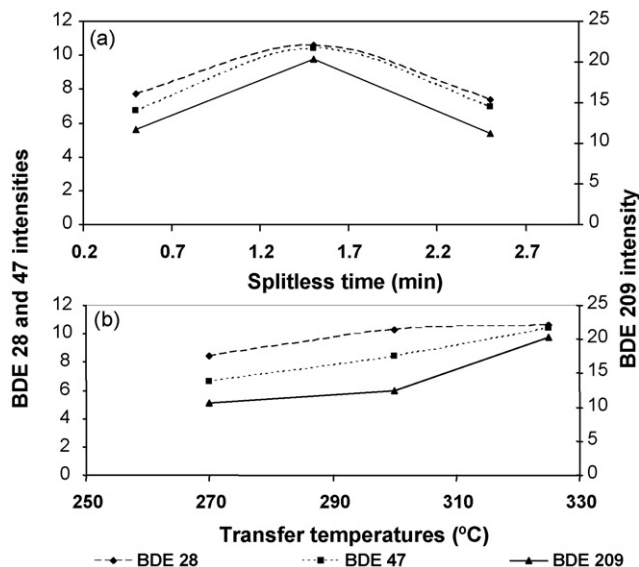 BDE 28 and 47 intensities
BDE 209 intensity
(a)
12
10
8
6
4
2
0
25
20
15
10
5
0
0.2 0.7 1.2 1.7 2.2 2.7
Splitless time (min)
(b)
12
10
8
6
4
2
0
25
20
15
10
5
0
250 270 290 310 330
Transfer temperatures (ºC)
BDE 28 BDE 47 BDE 209